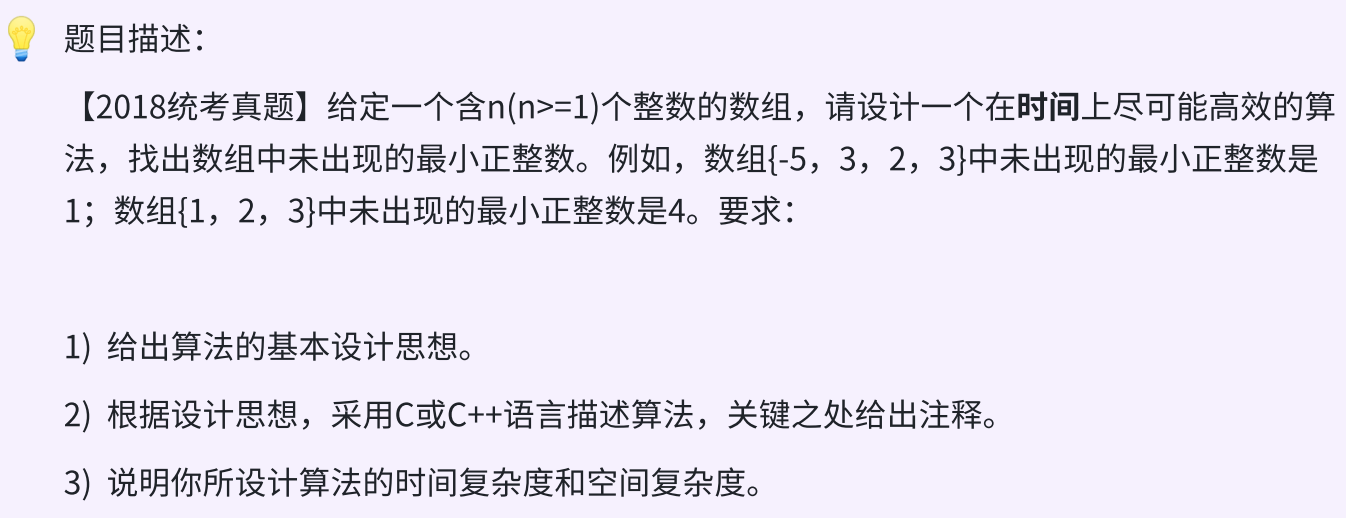 题目描述：
【2018统考真题】给定一个含n(n>=1)个整数的数组，请设计一个在时间上尽可能高效的算
法，找出数组中未出现的最小正整数。例如，数组{-5，3，2，3}中未出现的最小正整数是
1；数组{1，2，3}中未出现的最小正整数是4。要求：
1) 给出算法的基本设计思想。
2) 根据设计思想，采用C或C++语言描述算法，关键之处给出注释。
3) 说明你所设计算法的时间复杂度和空间复杂度。